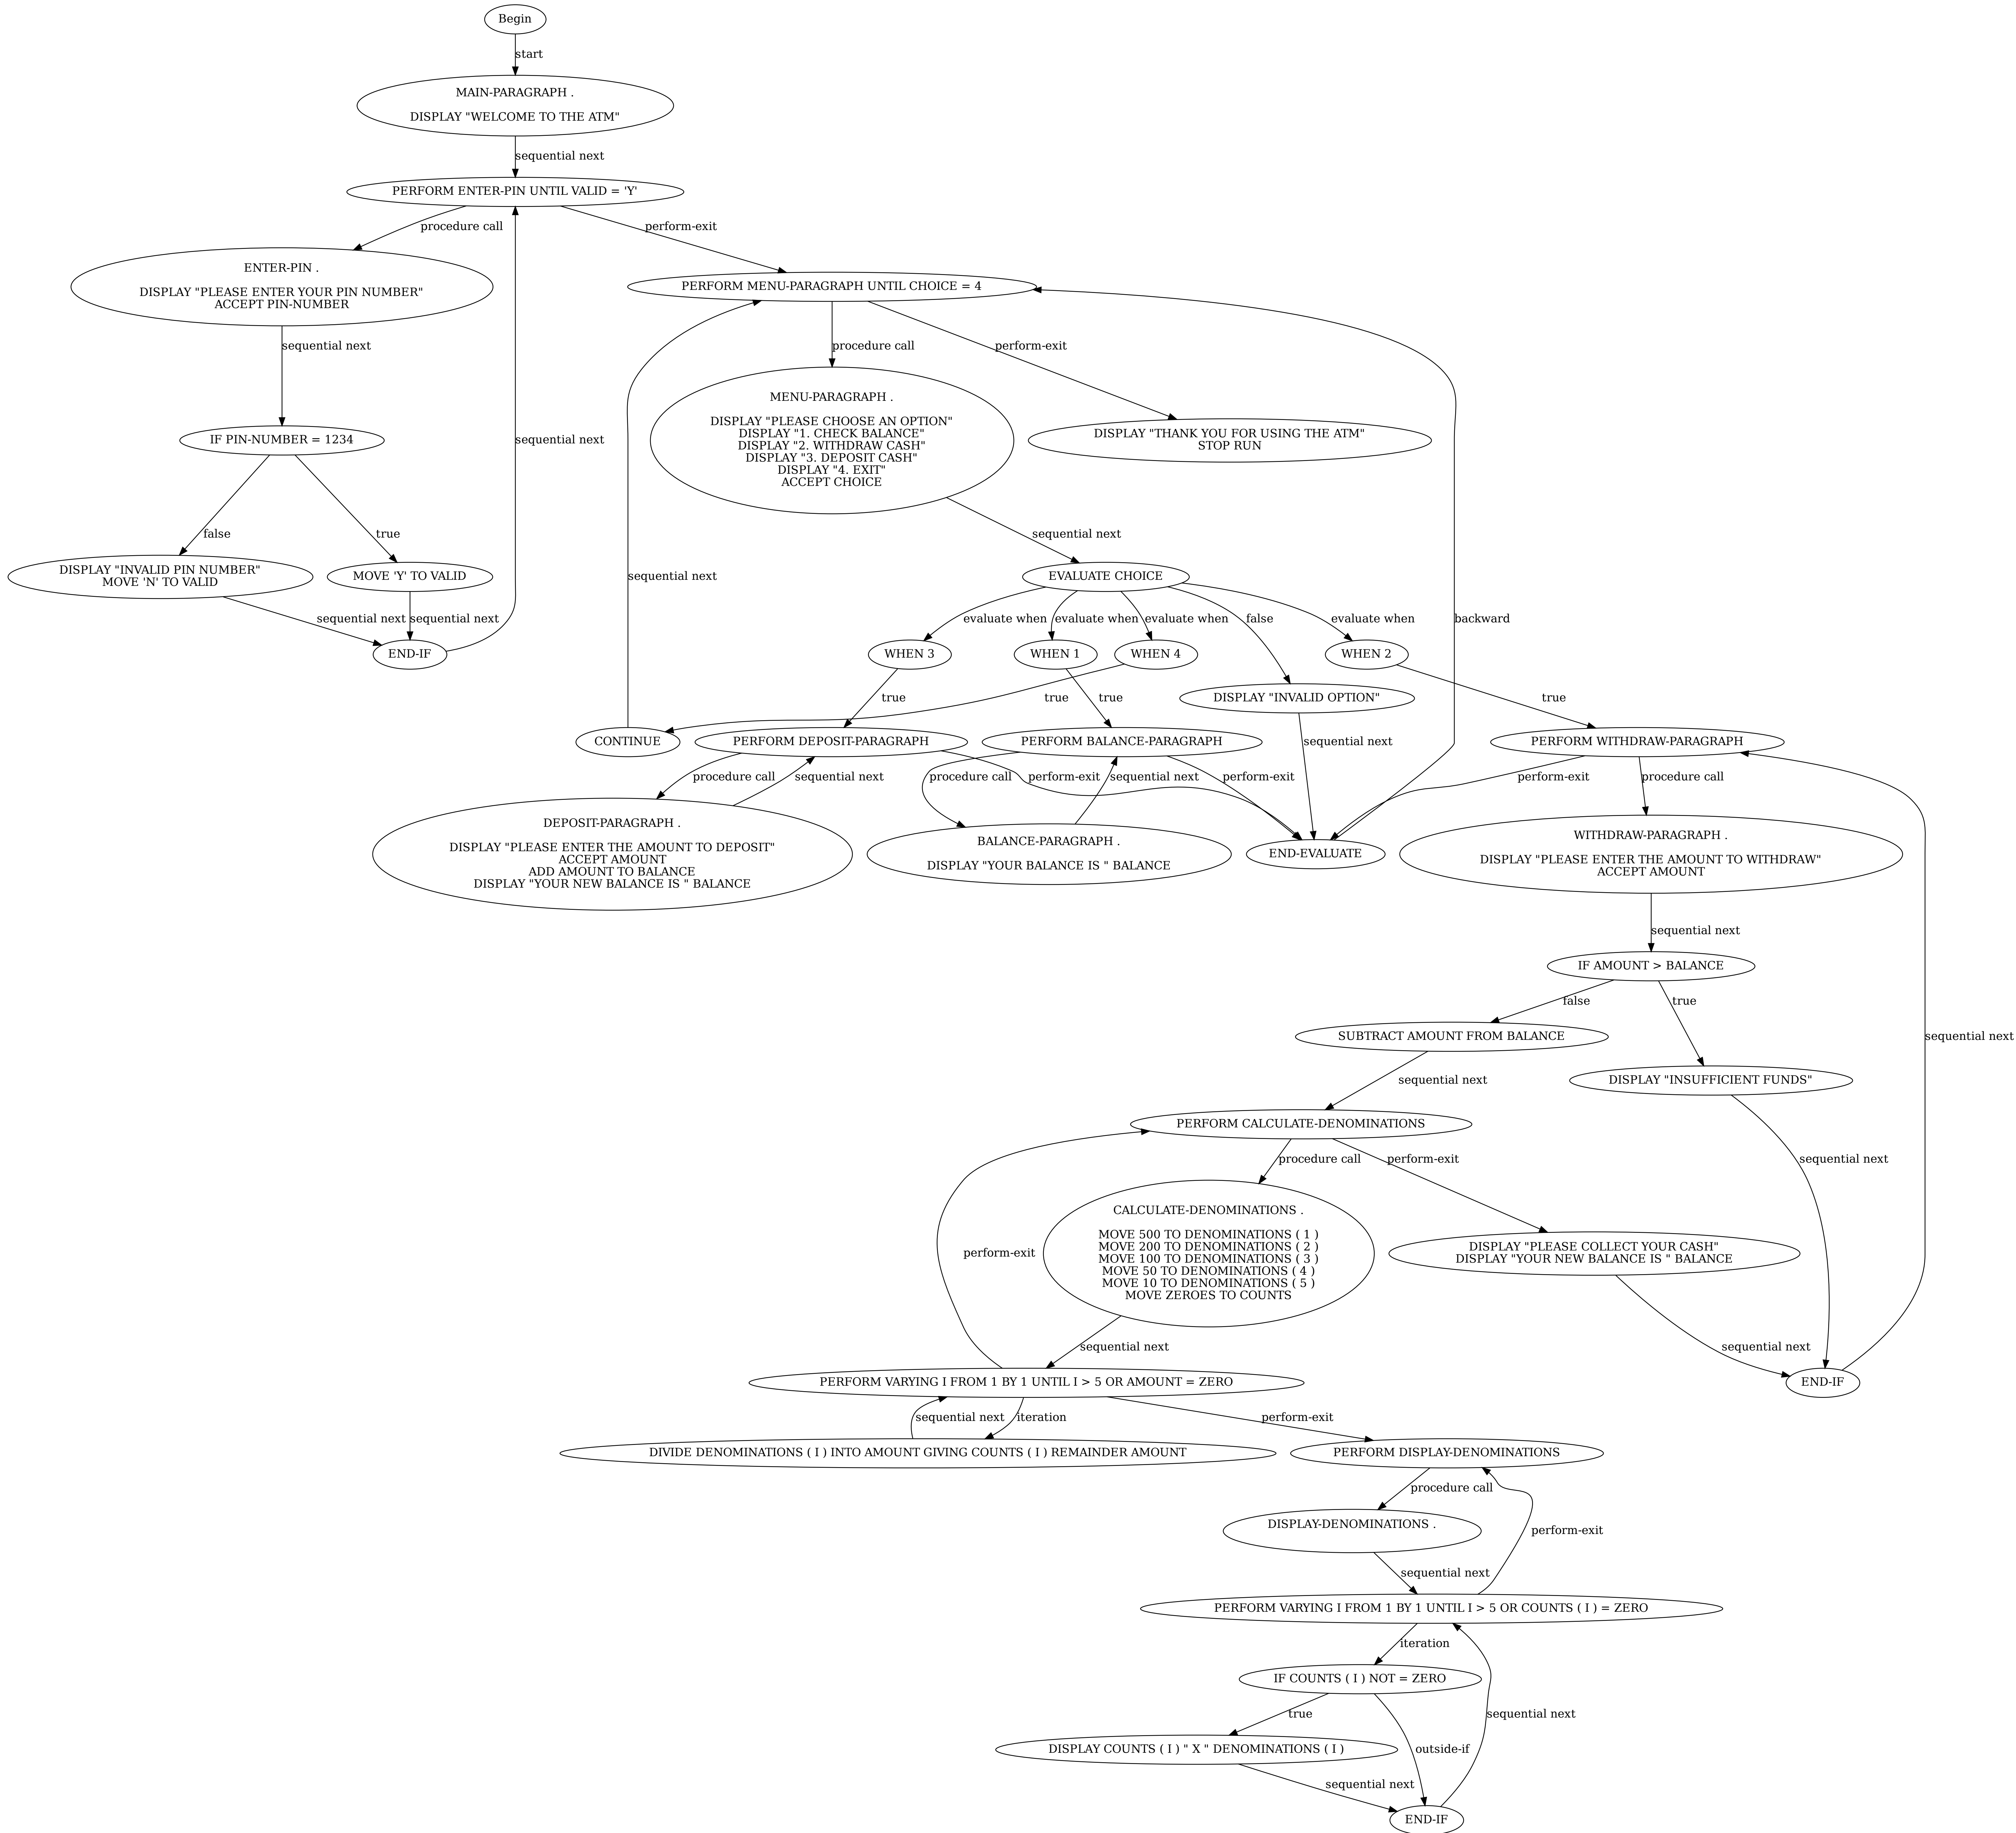 Begin
start
MAIN-PARAGRAPH .
DISPLAY "WELCOME TO THE ATM"
sequential next
PERFORM ENTER-PIN UNTIL VALID = 'Y'
procedure call
perform-exit
ENTER-PIN .
DISPLAY "PLEASE ENTER YOUR PIN NUMBER"
ACCEPT PIN-NUMBER
PERFORM MENU-PARAGRAPH UNTIL CHOICE = 4
sequential next
procedure call
perform-exit
IF PIN-NUMBER = 1234
sequential next
MENU-PARAGRAPH .
DISPLAY "PLEASE CHOOSE AN OPTION"
DISPLAY "1. CHECK BALANCE"
DISPLAY "2. WITHDRAW CASH"
DISPLAY "3. DEPOSIT CASH"
DISPLAY "4. EXIT"
ACCEPT CHOICE
DISPLAY "THANK YOU FOR USING THE ATM"
STOP RUN
false
true
sequential next
DISPLAY "INVALID PIN NUMBER"
MOVE 'N' TO VALID
MOVE 'Y' TO VALID
sequential next
EVALUATE CHOICE
sequential next
sequential next
evaluate when
evaluate when
evaluate when
false
evaluate when
backward
END-IF
WHEN 3
WHEN 1
WHEN 4
WHEN 2
true
true
true
DISPLAY "INVALID OPTION"
true
CONTINUE
PERFORM DEPOSIT-PARAGRAPH
PERFORM BALANCE-PARAGRAPH
sequential next
PERFORM WITHDRAW-PARAGRAPH
procedure call
sequential next
procedure call
perform-exit
sequential next
perform-exit
perform-exit
procedure call
DEPOSIT-PARAGRAPH .
DISPLAY "PLEASE ENTER THE AMOUNT TO DEPOSIT"
ACCEPT AMOUNT
ADD AMOUNT TO BALANCE
DISPLAY "YOUR NEW BALANCE IS " BALANCE
BALANCE-PARAGRAPH .
DISPLAY "YOUR BALANCE IS " BALANCE
END-EVALUATE
WITHDRAW-PARAGRAPH .
DISPLAY "PLEASE ENTER THE AMOUNT TO WITHDRAW"
ACCEPT AMOUNT
sequential next
IF AMOUNT > BALANCE
false
true
SUBTRACT AMOUNT FROM BALANCE
sequential next
sequential next
DISPLAY "INSUFFICIENT FUNDS"
PERFORM CALCULATE-DENOMINATIONS
procedure call
perform-exit
sequential next
CALCULATE-DENOMINATIONS .
MOVE 500 TO DENOMINATIONS ( 1 )
MOVE 200 TO DENOMINATIONS ( 2 )
MOVE 100 TO DENOMINATIONS ( 3 )
MOVE 50 TO DENOMINATIONS ( 4 )
MOVE 10 TO DENOMINATIONS ( 5 )
MOVE ZEROES TO COUNTS
perform-exit
DISPLAY "PLEASE COLLECT YOUR CASH"
DISPLAY "YOUR NEW BALANCE IS " BALANCE
sequential next
sequential next
PERFORM VARYING I FROM 1 BY 1 UNTIL I > 5 OR AMOUNT = ZERO
END-IF
sequential next
iteration
perform-exit
DIVIDE DENOMINATIONS ( I ) INTO AMOUNT GIVING COUNTS ( I ) REMAINDER AMOUNT
PERFORM DISPLAY-DENOMINATIONS
procedure call
DISPLAY-DENOMINATIONS .
perform-exit
sequential next
PERFORM VARYING I FROM 1 BY 1 UNTIL I > 5 OR COUNTS ( I ) = ZERO
iteration
IF COUNTS ( I ) NOT = ZERO
true
sequential next
DISPLAY COUNTS ( I ) " X " DENOMINATIONS ( I )
outside-if
sequential next
END-IF